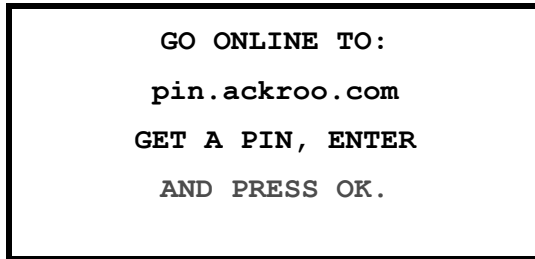 GO ONLINE TO:
pin.ackroo.com
GET A PIN, ENTER
AND PRESS OK.